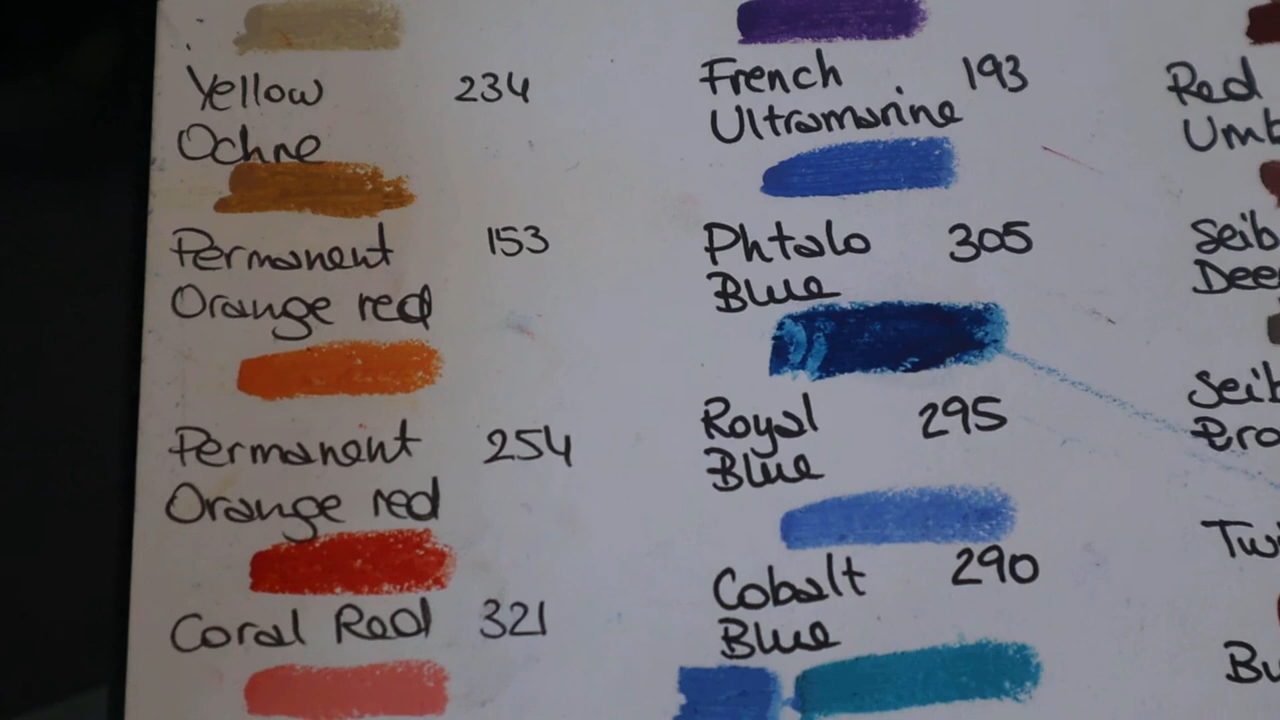 Yellow 234
Ochre
Permanent 153
Orange red
Permanent 254
Orange red
Coral Red 321
French 193
Ultramarine
Phtalo 305
Blue
Royal 295
Blue
Cobalt 290
Blue
Red